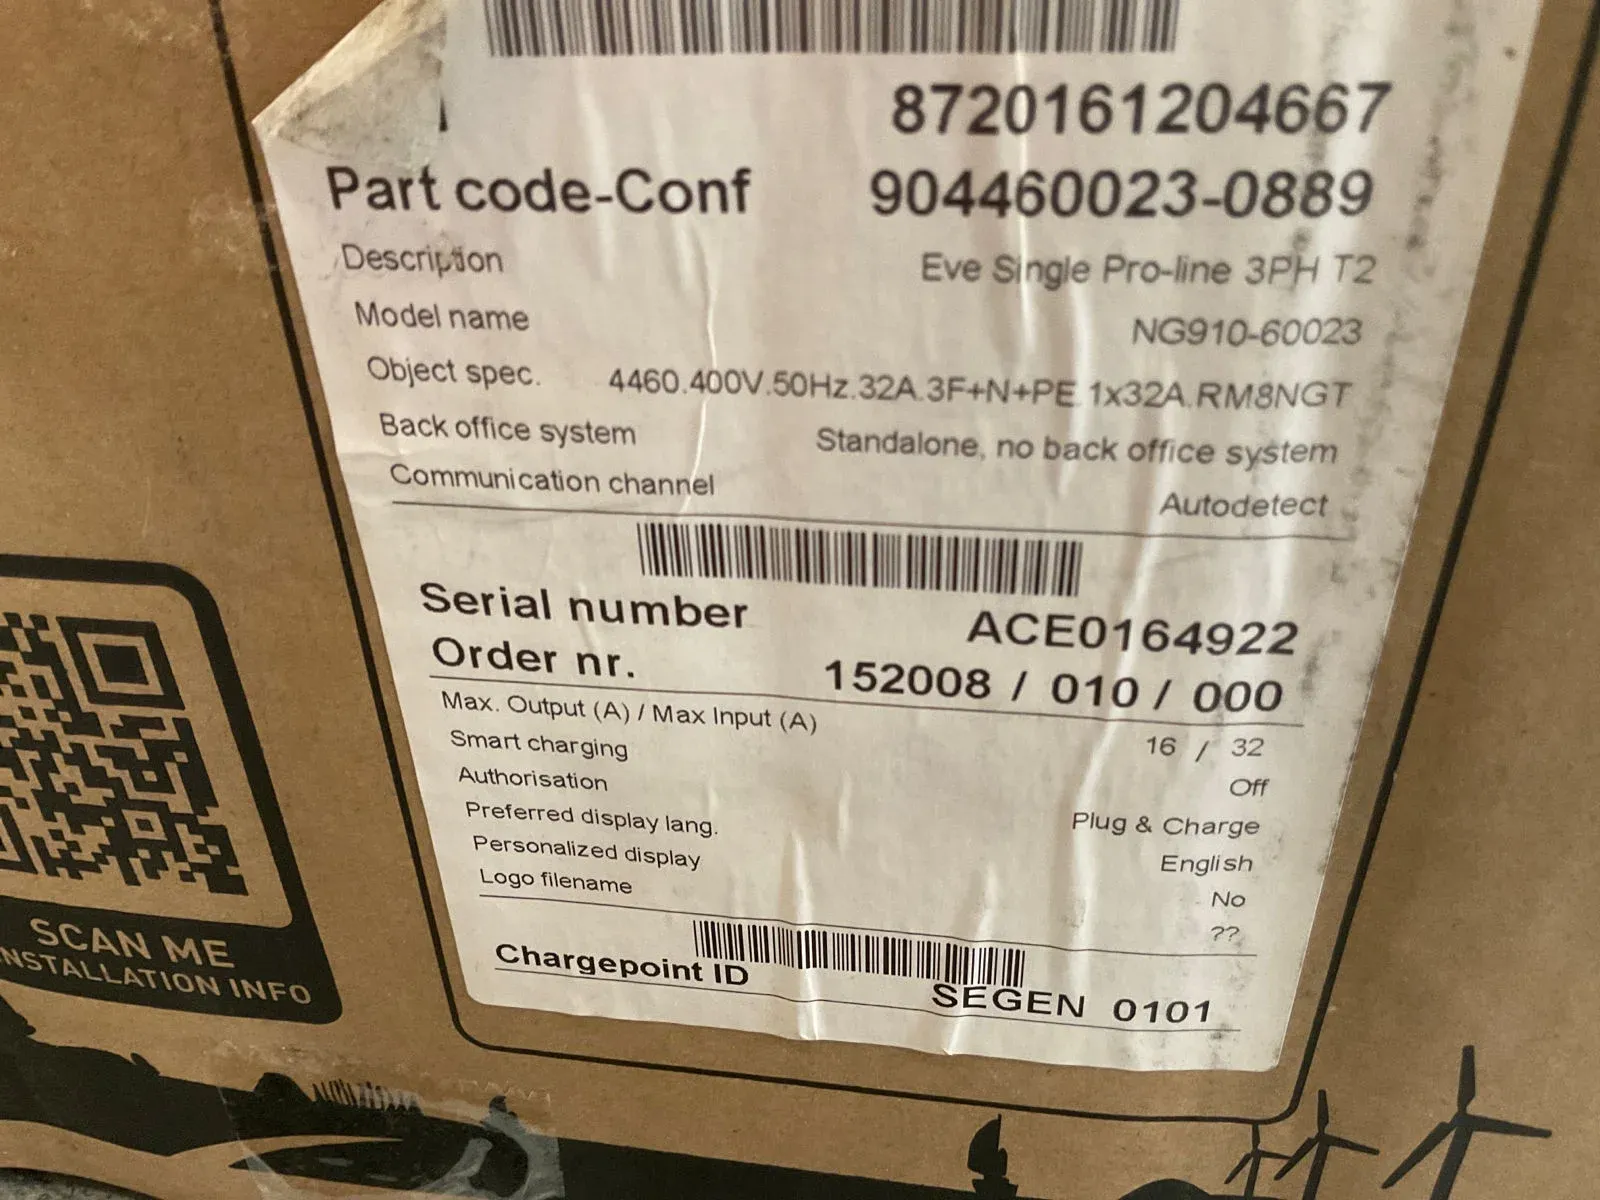 8720161204667
Part code-Conf 904460023-0889
Description Eve Single Pro-line 3PH T2
Model name NG910-60023
Object spec. 4460.400V.50Hz.32A.3F+N+PE 1x32A.RM8NGT
Back office system Standalone, no back office system
Communication channel Autodetect
Serial number ACE0164922
Order nr. 152008 / 010 / 000
Max. Output (A) / Max Input (A) 16 / 32
Smart charging Off
Authorisation Plug & Charge
Preferred display lang. English
Personalized display No
Logo filename ??
Chargepoint ID SEGEN 0101
SCAN ME
INSTALLATION INFO